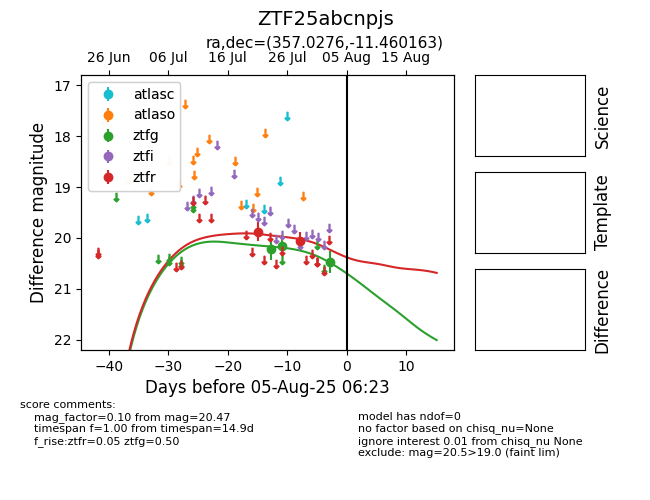 ZTF25abcnpjs
ra,dec=(357.0276,-11.460163)
26 Jun 06 Jul 16 Jul 26 Jul 05 Aug 15 Aug
17
18
19
20
21
22
Difference magnitude
atlasc
atlaso
ztfg
ztfi
ztfr
−40 −30 −20 −10 0 10
Days before 05-Aug-25 06:23
Science
Template
Difference
score comments:
mag_factor=0.10 from mag=20.47
timespan f=1.00 from timespan=14.9d
f_rise:ztfr=0.05 ztfg=0.50
model has ndof=0
no factor based on chisq_nu=None
ignore interest 0.01 from chisq_nu None
exclude: mag=20.5>19.0 (faint lim)